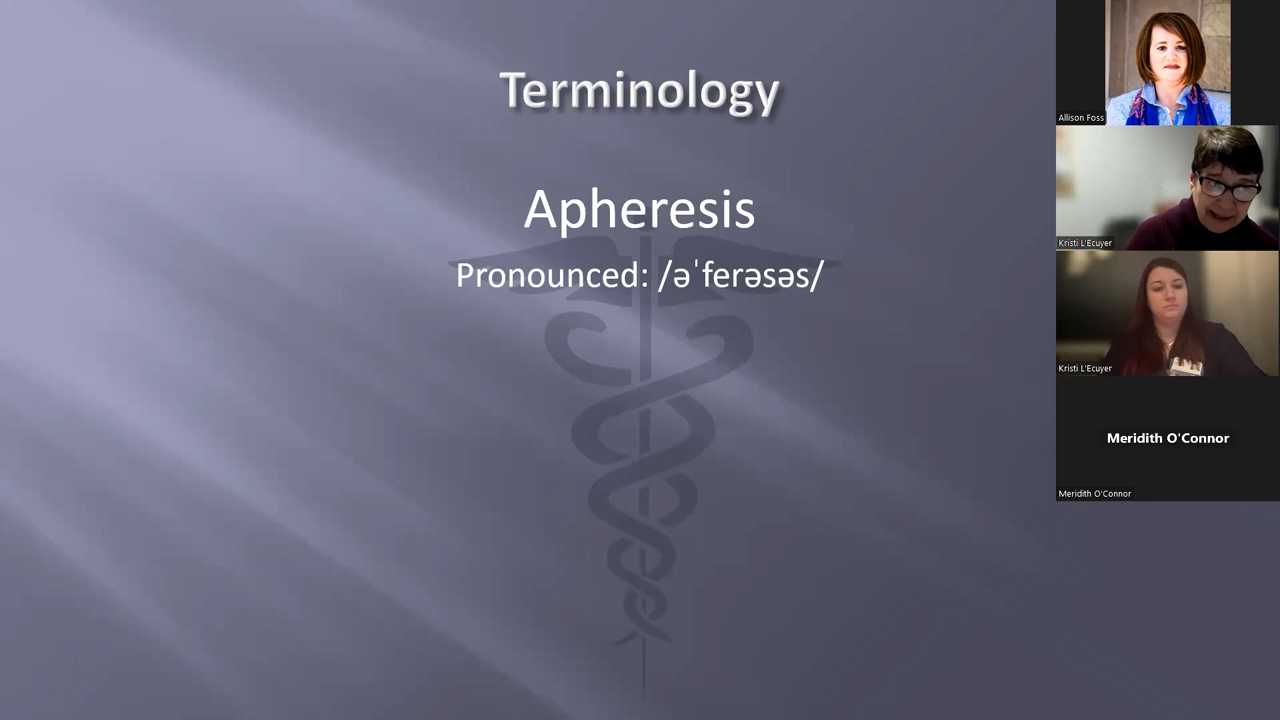 Terminology
Apheresis
Pronounced: /əˈferəsəs/
Allison Foss
Kristi L'Ecuyer
Kristi L'Ecuyer
Meridith O'Connor
Meridith O'Connor